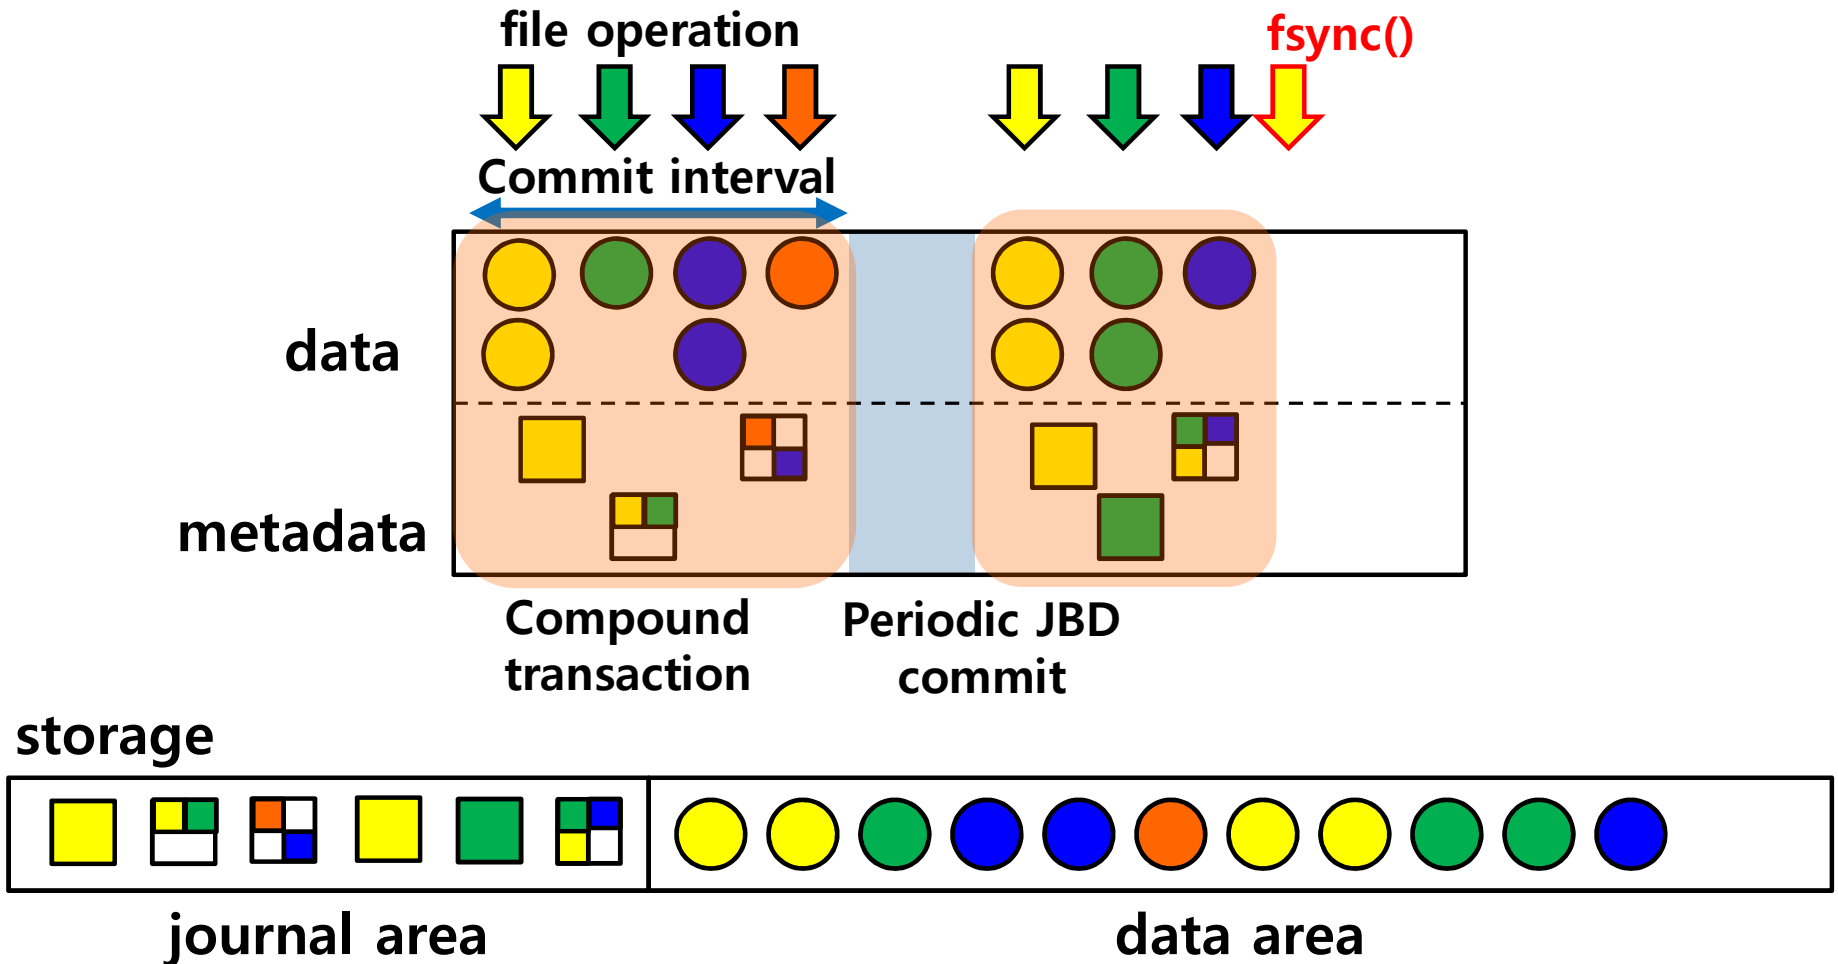 file operation
fsync()
Commit interval
data
metadata
Compound
transaction
Periodic JBD
commit
storage
journal area
data area